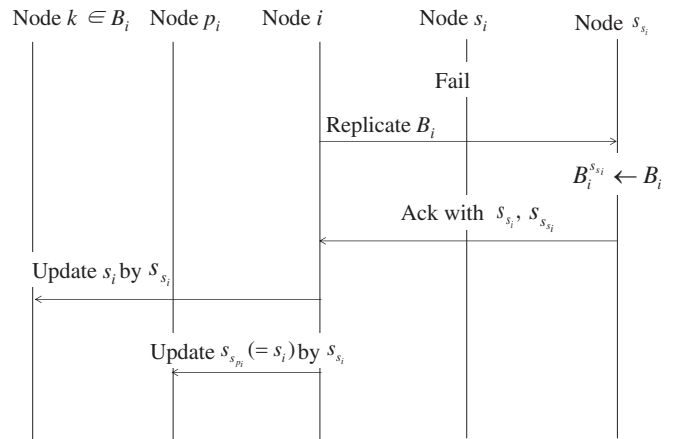 Node k ∈ B_i Node p_i Node i Node s_i Node s_{s_i}
Fail
Replicate B_i
B_i^{s_{s_i}} ← B_i
Ack with s_{s_i}, s_{s_{s_i}}
Update s_i by s_{s_i}
Update s_{s_{p_i}} (= s_i) by s_{s_i}